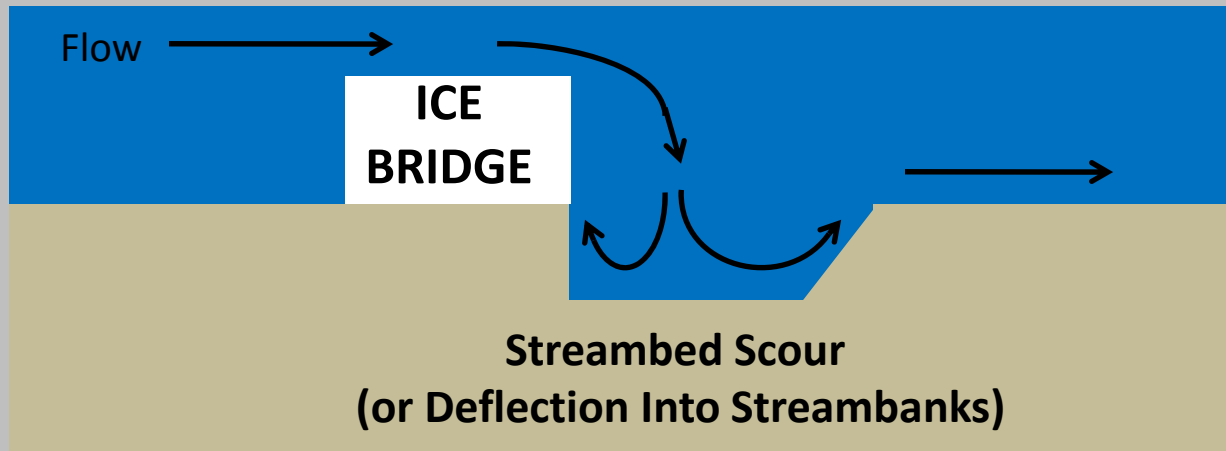 Flow
ICE
BRIDGE
Streambed Scour
(or Deflection Into Streambanks)